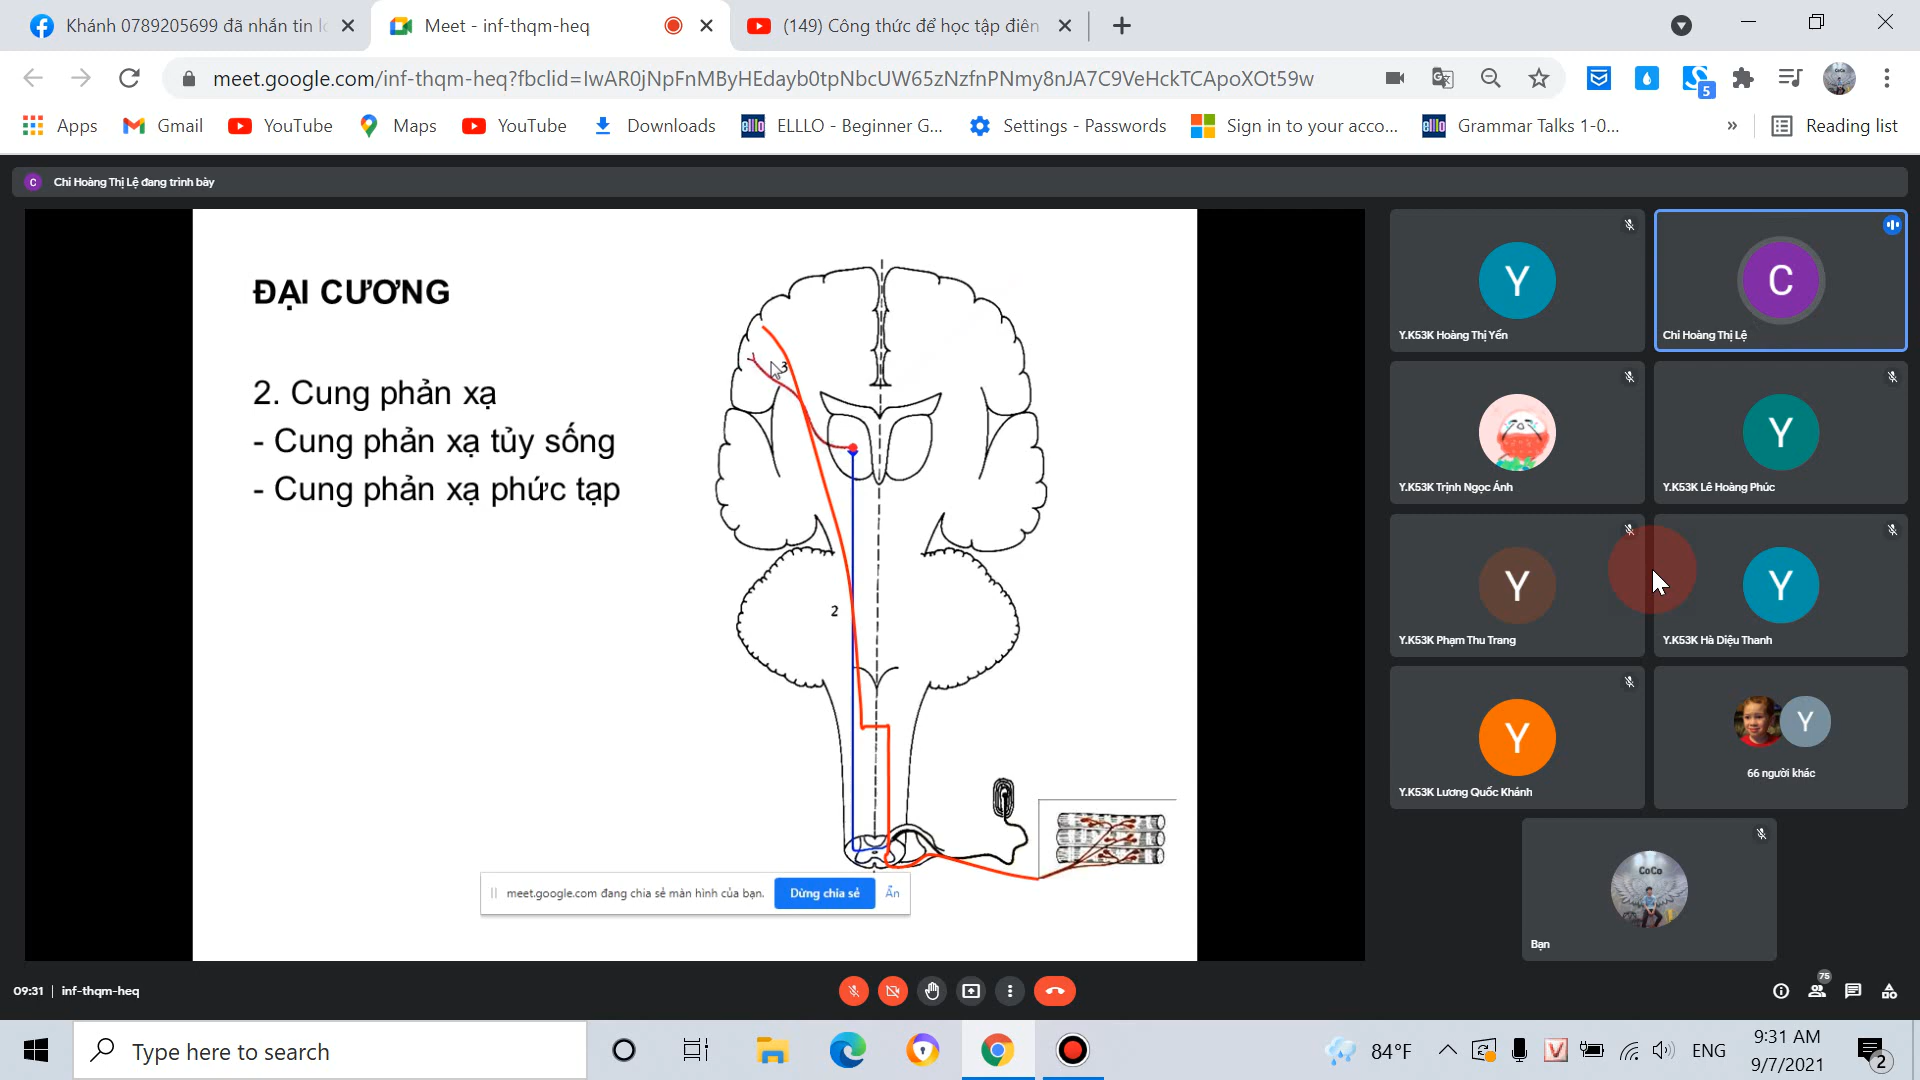 Khánh 0789205699 đã nhắn tin l
Meet - inf-thqm-heq
(149) Công thức để học tập điên
meet.google.com/inf-thqm-heq?fbclid=IwAR0jNpFnMByHEdayb0tpNbcUW65zNzfnPNmy8nJA7C9VeHckTCApoXOt59w
5
Apps
Gmail
YouTube
Maps
YouTube
Downloads
elllo
ELLLO - Beginner G...
Settings - Passwords
Sign in to your acco...
elllo
Grammar Talks 1-0...
»
Reading list
C
Chi Hoàng Thị Lệ đang trình bày
ĐẠI CƯƠNG
2. Cung phản xạ
- Cung phản xạ tủy sống
- Cung phản xạ phức tạp
3
2
meet.google.com đang chia sẻ màn hình của bạn.
Dừng chia sẻ
Ẩn
Y
Y.K53K Hoàng Thị Yến
C
Chi Hoàng Thị Lệ
Y.K53K Trịnh Ngọc Ánh
Y
Y.K53K Lê Hoàng Phúc
Y
Y.K53K Phạm Thu Trang
Y
Y.K53K Hà Diệu Thanh
Y
Y.K53K Lương Quốc Khánh
Y
66 người khác
CoCo
Bạn
09:31 | inf-thqm-heq
75
Type here to search
84°F
V
ENG
9:31 AM
9/7/2021
2